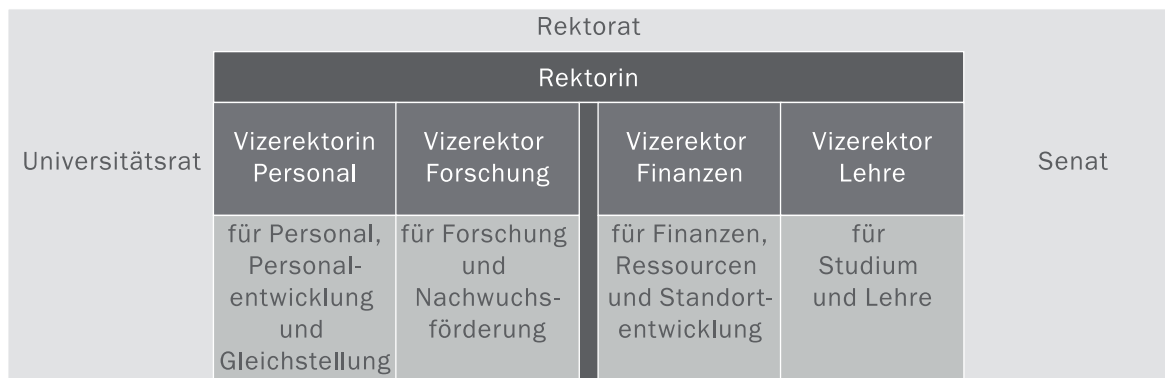 Rektorat
Rektorin
Universitätsrat
Vizerektorin
Personal
Vizerektor
Forschung
Vizerektor
Finanzen
Vizerektor
Lehre
Senat
für Personal,
Personal-
entwicklung
und
Gleichstellung
für Forschung
und
Nachwuchs-
förderung
für Finanzen,
Ressourcen
und Standort-
entwicklung
für
Studium
und Lehre